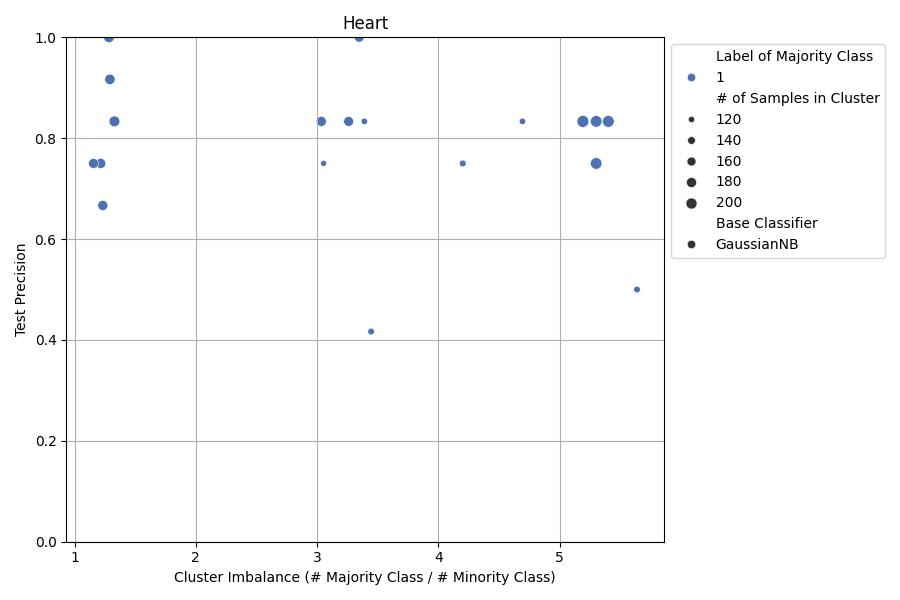 Heart
1.0
0.8
0.6
0.4
0.2
0.0
Test Precision
1 2 3 4 5
Cluster Imbalance (# Majority Class / # Minority Class)
Label of Majority Class
1
# of Samples in Cluster
120
140
160
180
200
Base Classifier
GaussianNB